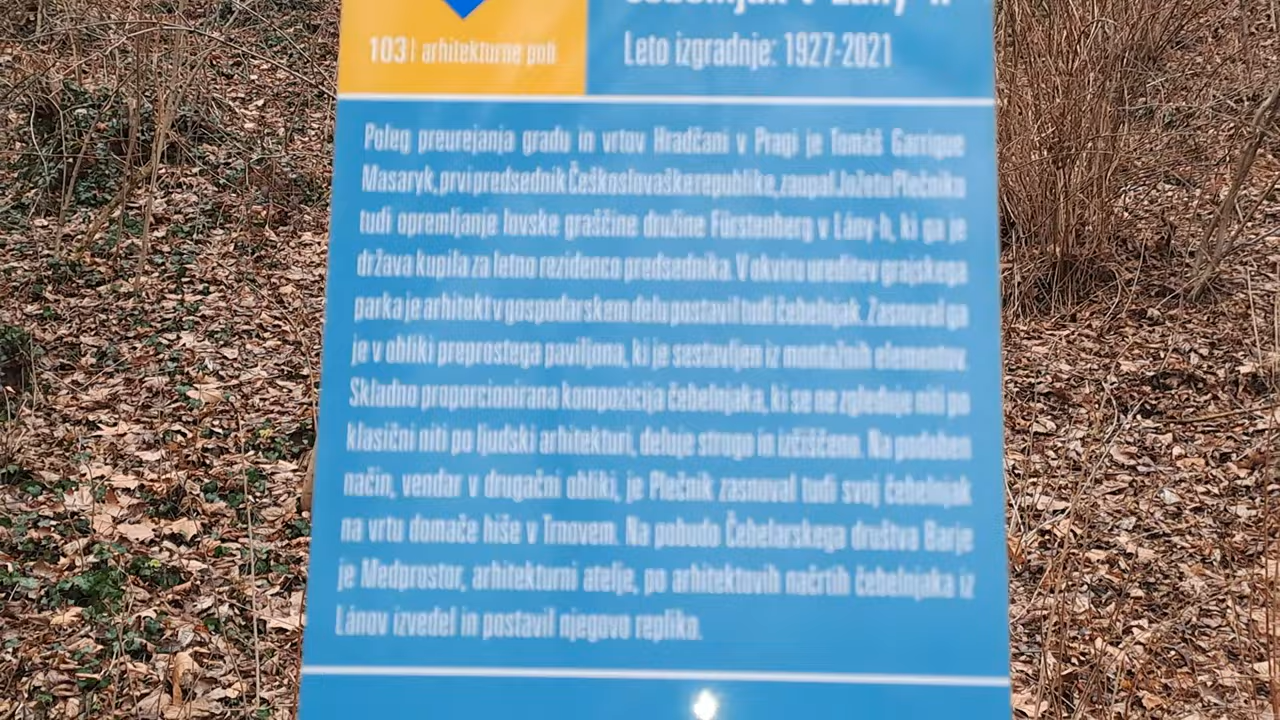 Čebelnjak v Lány-h
103 | arhitekturne poti
Leto izgradnje: 1927-2021
Poleg preurejanja gradu in vrtov Hradčani v Pragi je Tomáš Garrigue
Masaryk, prvi predsednik Češkoslovaške republike, zaupal Jožetu Plečniku
tudi opremljanje lovske graščine družine Fürstenberg v Lány-h, ki ga je
država kupila za letno rezidenco predsednika. V okviru ureditev grajskega
parka je arhitekt v gospodarskem delu postavil tudi čebelnjak. Zasnoval ga
je v obliki preprostega paviljona, ki je sestavljen iz montažnih elementov.
Skladno proporcionirana kompozicija čebelnjaka, ki se ne zgleduje niti po
klasični niti po ljudski arhitekturi, deluje strogo in izčiščeno. Na podoben
način, vendar v drugačni obliki, je Plečnik zasnoval tudi svoj čebelnjak
na vrtu domače hiše v Trnovem. Na pobudo Čebelarskega društva Barje
je Medprostor, arhitekturni atelje, po arhitektovih načrtih čebelnjaka iz
Lánov izvedel in postavil njegovo repliko.